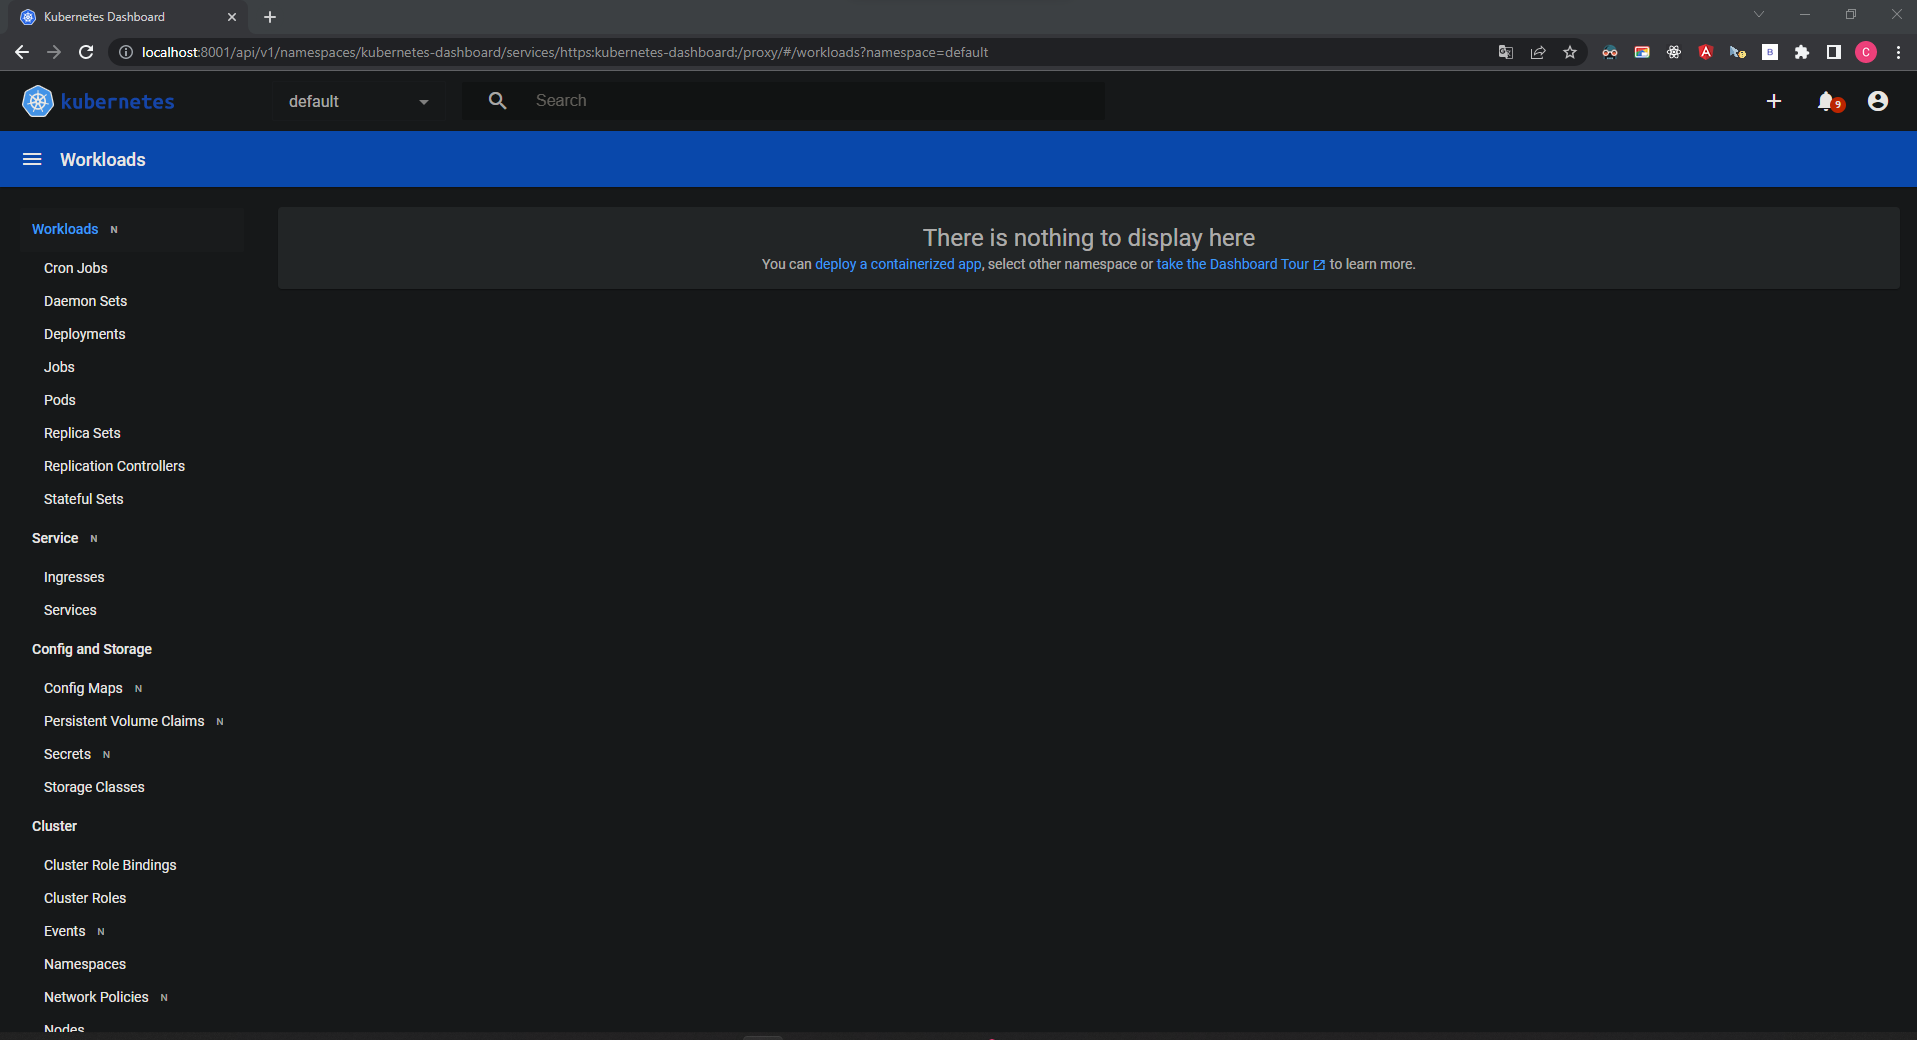 Kubernetes Dashboard
localhost:8001/api/v1/namespaces/kubernetes-dashboard/services/https:kubernetes-dashboard:/proxy/#/workloads?namespace=default
B
C
kubernetes
default
Search
9
Workloads
Workloads N
There is nothing to display here
You can deploy a containerized app, select other namespace or take the Dashboard Tour to learn more.
Cron Jobs
Daemon Sets
Deployments
Jobs
Pods
Replica Sets
Replication Controllers
Stateful Sets
Service N
Ingresses
Services
Config and Storage
Config Maps N
Persistent Volume Claims N
Secrets N
Storage Classes
Cluster
Cluster Role Bindings
Cluster Roles
Events N
Namespaces
Network Policies N
Nodes